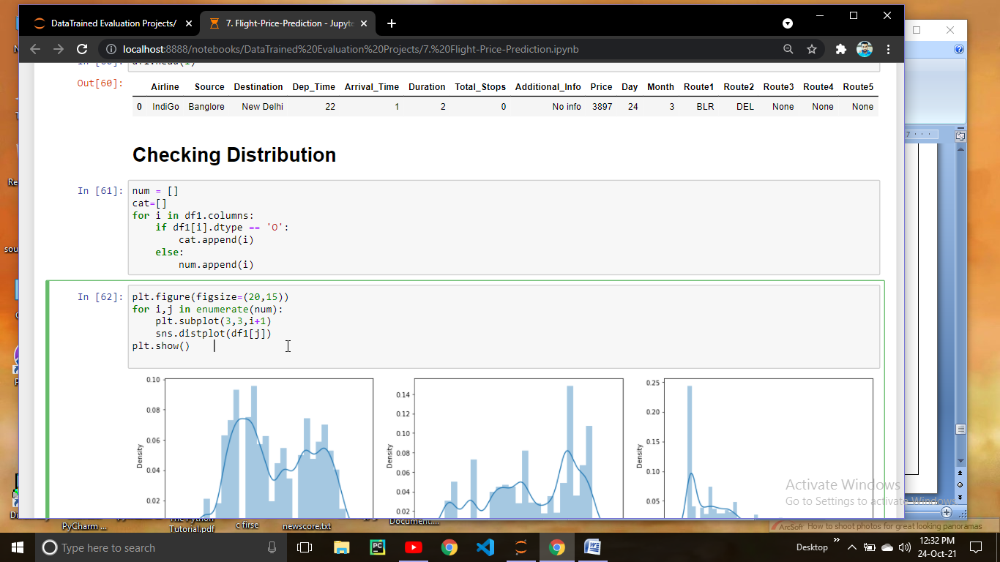 DataTrained Evaluation Projects/
7. Flight-Price-Prediction - Jupyte
localhost:8888/notebooks/DataTrained%20Evaluation%20Projects/7.%20Flight-Price-Prediction.ipynb
Out[60]:
Airline Source Destination Dep_Time Arrival_Time Duration Total_Stops Additional_Info Price Day Month Route1 Route2 Route3 Route4 Route5
0 IndiGo Banglore New Delhi 22 1 2 0 No info 3897 24 3 BLR DEL None None None
Checking Distribution
In [61]:
num = []
cat=[]
for i in df1.columns:
    if df1[i].dtype == 'O':
        cat.append(i)
    else:
        num.append(i)
In [62]:
plt.figure(figsize=(20,15))
for i,j in enumerate(num):
    plt.subplot(3,3,i+1)
    sns.distplot(df1[j])
plt.show()
0.10
0.08
0.06
0.04
0.02
Density
0.14
0.12
0.10
0.08
0.06
0.04
0.02
Density
0.25
0.20
0.15
0.10
0.05
Density
Activate Windows
Go to Settings to activate Windows.
PyCharm ...
Tutorial.pdf
c firse
newscore.txt
Document....
ArcSoft How to shoot photos for great looking panoramas
Type here to search
Desktop
12:32 PM
24-Oct-21